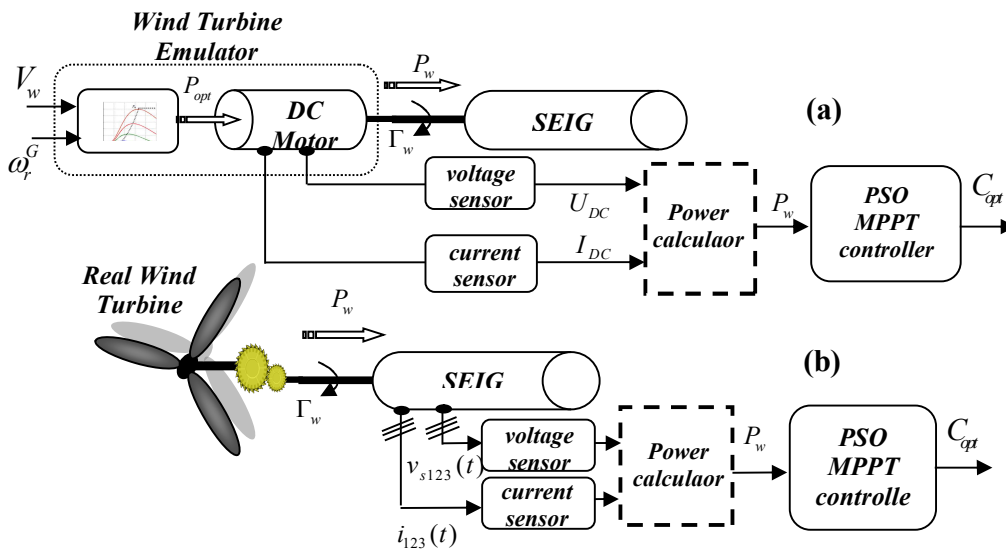 Wind Turbine
Emulator
V_w
ω_r^G
P_opt
DC
Motor
P_w
Γ_w
SEIG
(a)
voltage
sensor
U_DC
current
sensor
I_DC
Power
calculaor
P_w
PSO
MPPT
controller
C_opt
Real Wind
Turbine
P_w
Γ_w
SEIG
(b)
v_s123(t)
i_123(t)
voltage
sensor
current
sensor
Power
calculaor
P_w
PSO
MPPT
controlle
C_opt